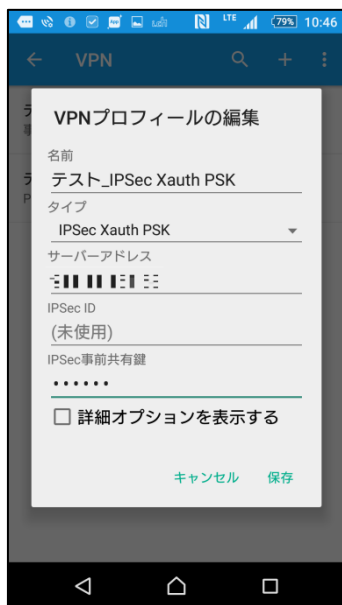 LTE 79% 10:46
VPN
VPNプロフィールの編集
名前
テスト_IPSec Xauth PSK
タイプ
IPSec Xauth PSK
サーバーアドレス
IPSec ID
(未使用)
IPSec事前共有鍵
••••••
詳細オプションを表示する
キャンセル 保存